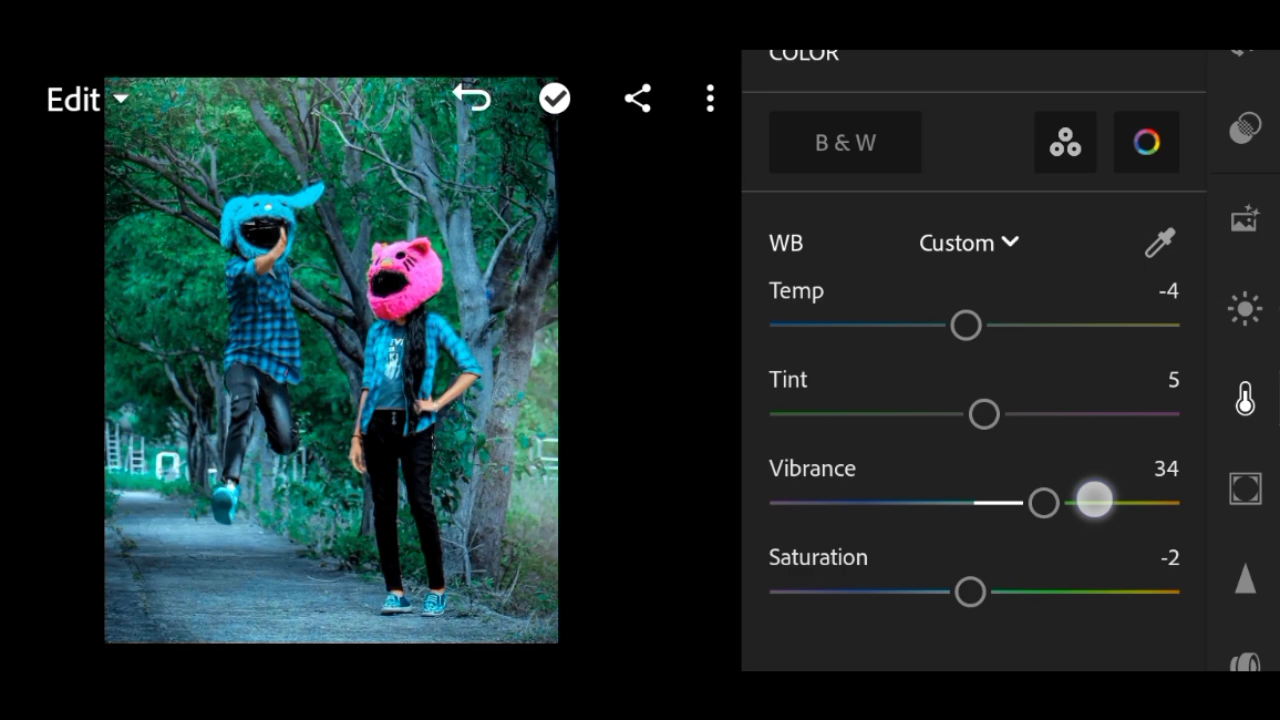 Edit
COLOR
B & W
WB
Custom
Temp
-4
Tint
5
Vibrance
34
Saturation
-2